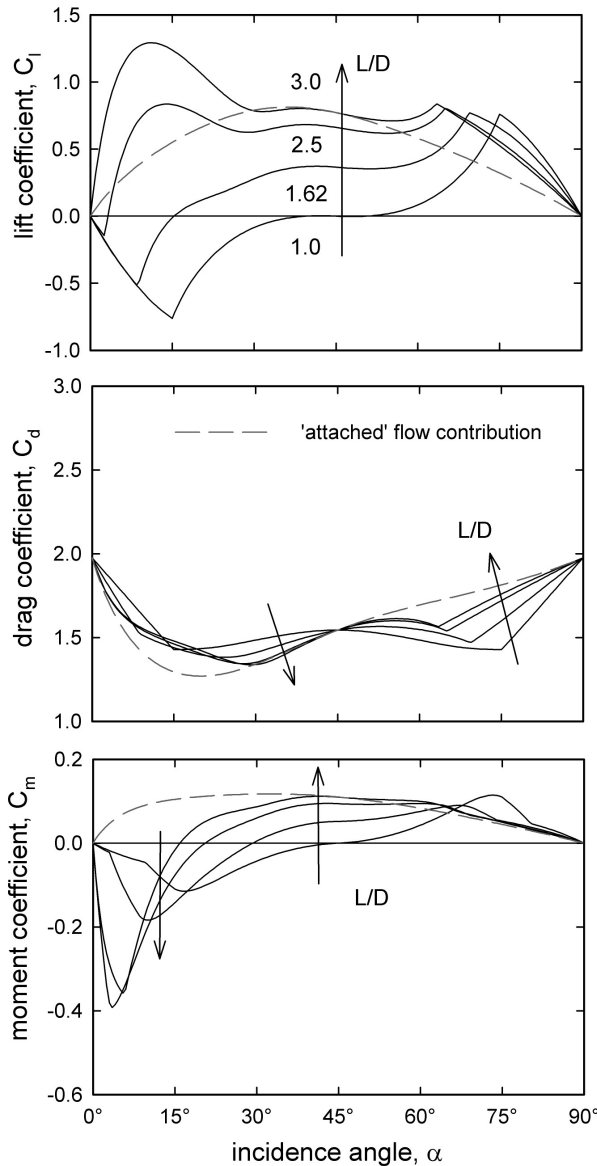 lift coefficient, Cl
1.5
1.0
0.5
0.0
-0.5
-1.0
L/D
3.0
2.5
1.62
1.0
drag coefficient, Cd
3.0
2.5
2.0
1.5
1.0
'attached' flow contribution
L/D
moment coefficient, Cm
0.2
0.0
-0.2
-0.4
-0.6
L/D
0° 15° 30° 45° 60° 75° 90°
incidence angle, α